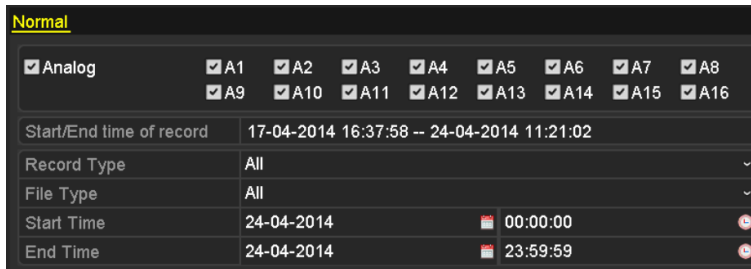 Normal
Analog A1 A2 A3 A4 A5 A6 A7 A8
A9 A10 A11 A12 A13 A14 A15 A16
Start/End time of record 17-04-2014 16:37:58 -- 24-04-2014 11:21:02
Record Type All
File Type All
Start Time 24-04-2014 00:00:00
End Time 24-04-2014 23:59:59